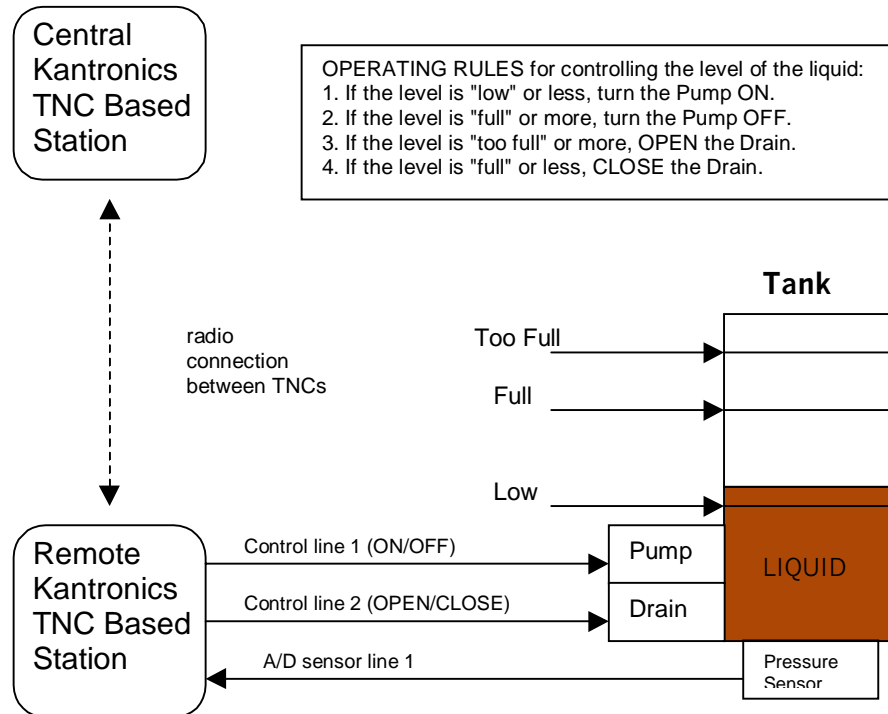 Central
Kantronics
TNC Based
Station
OPERATING RULES for controlling the level of the liquid:
1. If the level is "low" or less, turn the Pump ON.
2. If the level is "full" or more, turn the Pump OFF.
3. If the level is "too full" or more, OPEN the Drain.
4. If the level is "full" or less, CLOSE the Drain.
Tank
radio
connection
between TNCs
Too Full
Full
Low
Remote
Kantronics
TNC Based
Station
Control line 1 (ON/OFF)
Pump
LIQUID
Control line 2 (OPEN/CLOSE)
Drain
A/D sensor line 1
Pressure
Sensor